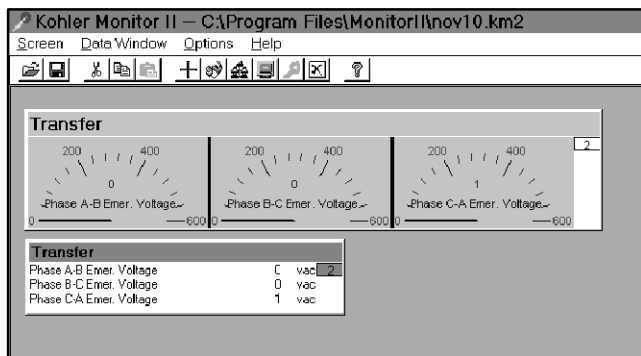 Kohler Monitor II – C:\Program Files\MonitorII\nov10.km2
Screen Data Window Options Help
Transfer
2
200 400 200 400 200 400
0 0 1
Phase A-B Emer. Voltage Phase B-C Emer. Voltage Phase C-A Emer. Voltage
0 600 0 600 0 600
Transfer
Phase A-B Emer. Voltage 0 vac 2
Phase B-C Emer. Voltage 0 vac
Phase C-A Emer. Voltage 1 vac